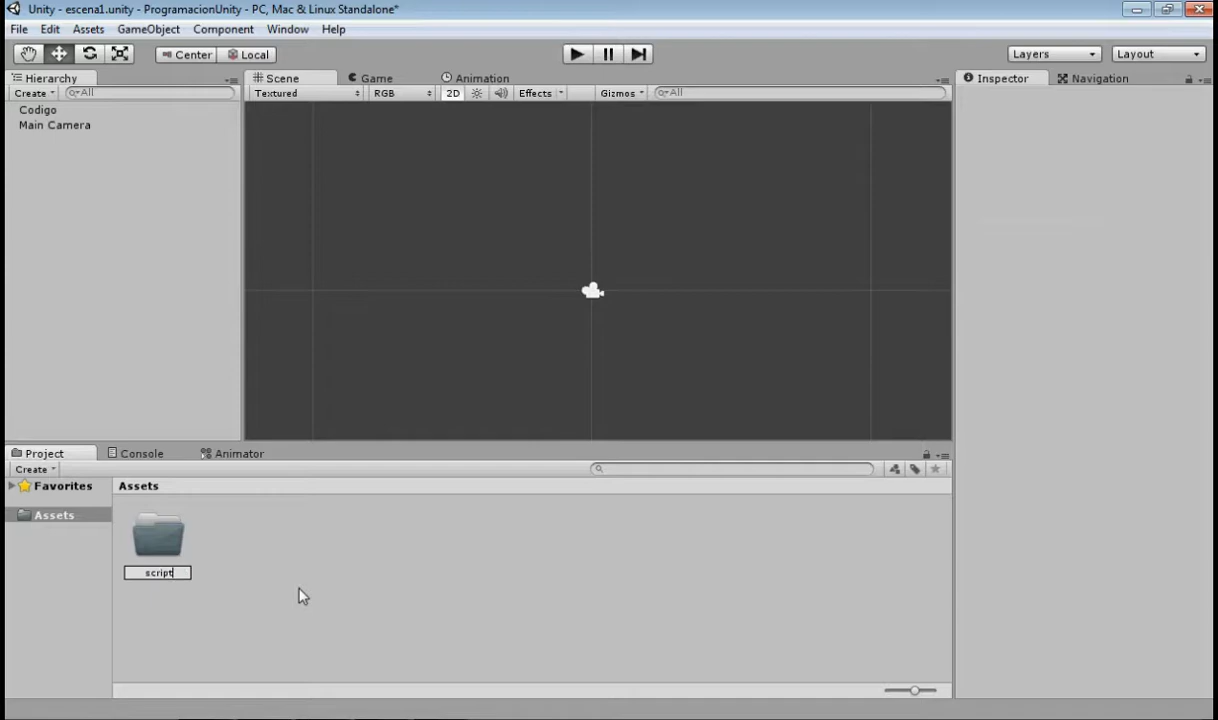 Unity - escena1.unity - ProgramacionUnity - PC, Mac & Linux Standalone*
File Edit Assets GameObject Component Window Help
Center Local Layers Layout
Hierarchy Scene Game Animation Inspector Navigation
Create All Textured RGB 2D Effects Gizmos All
Codigo
Main Camera
Project Console Animator
Create
Favorites Assets
Assets
script